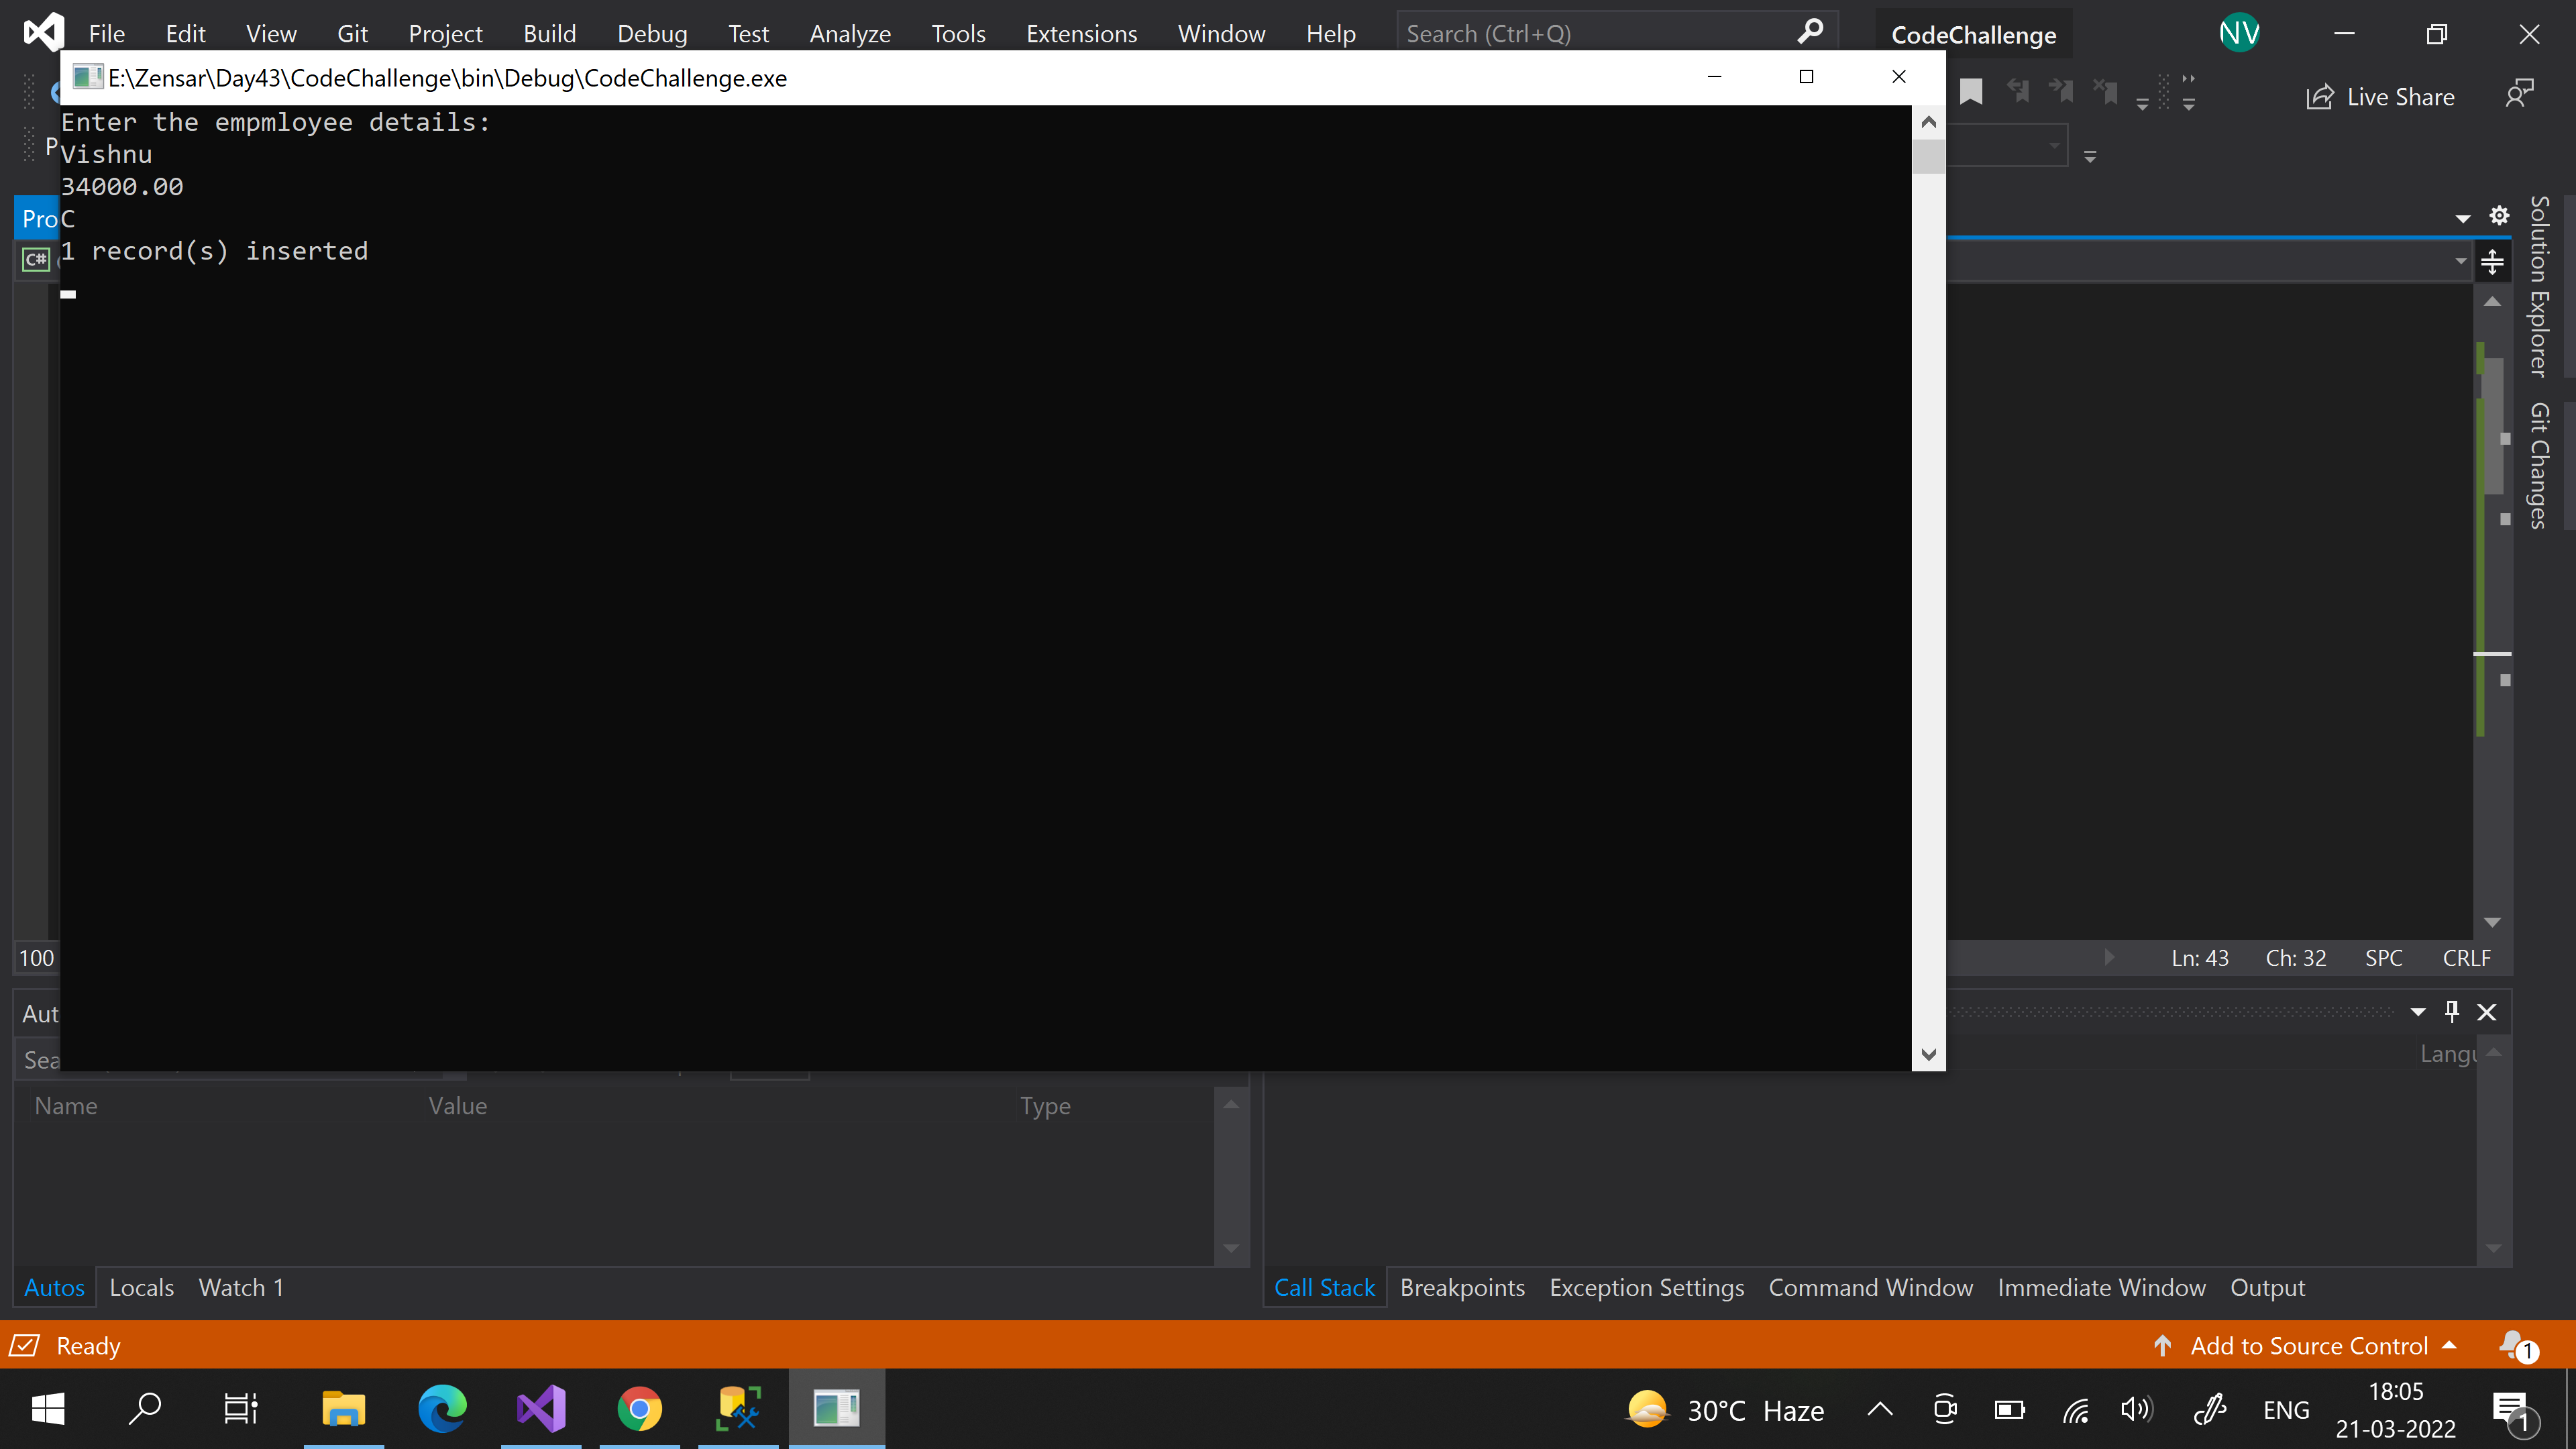 File Edit View Git Project Build Debug Test Analyze Tools Extensions Window Help Search (Ctrl+Q) CodeChallenge NV
E:\Zensar\Day43\CodeChallenge\bin\Debug\CodeChallenge.exe
Live Share
Enter the empmloyee details:
Vishnu
34000.00
C
1 record(s) inserted
P
Pro
C#
Solution Explorer
Git Changes
100
Ln: 43 Ch: 32 SPC CRLF
Aut
Sea
Langu
Name Value Type
Autos Locals Watch 1
Call Stack Breakpoints Exception Settings Command Window Immediate Window Output
Ready
Add to Source Control
1
30°C Haze
ENG
18:05
21-03-2022
1